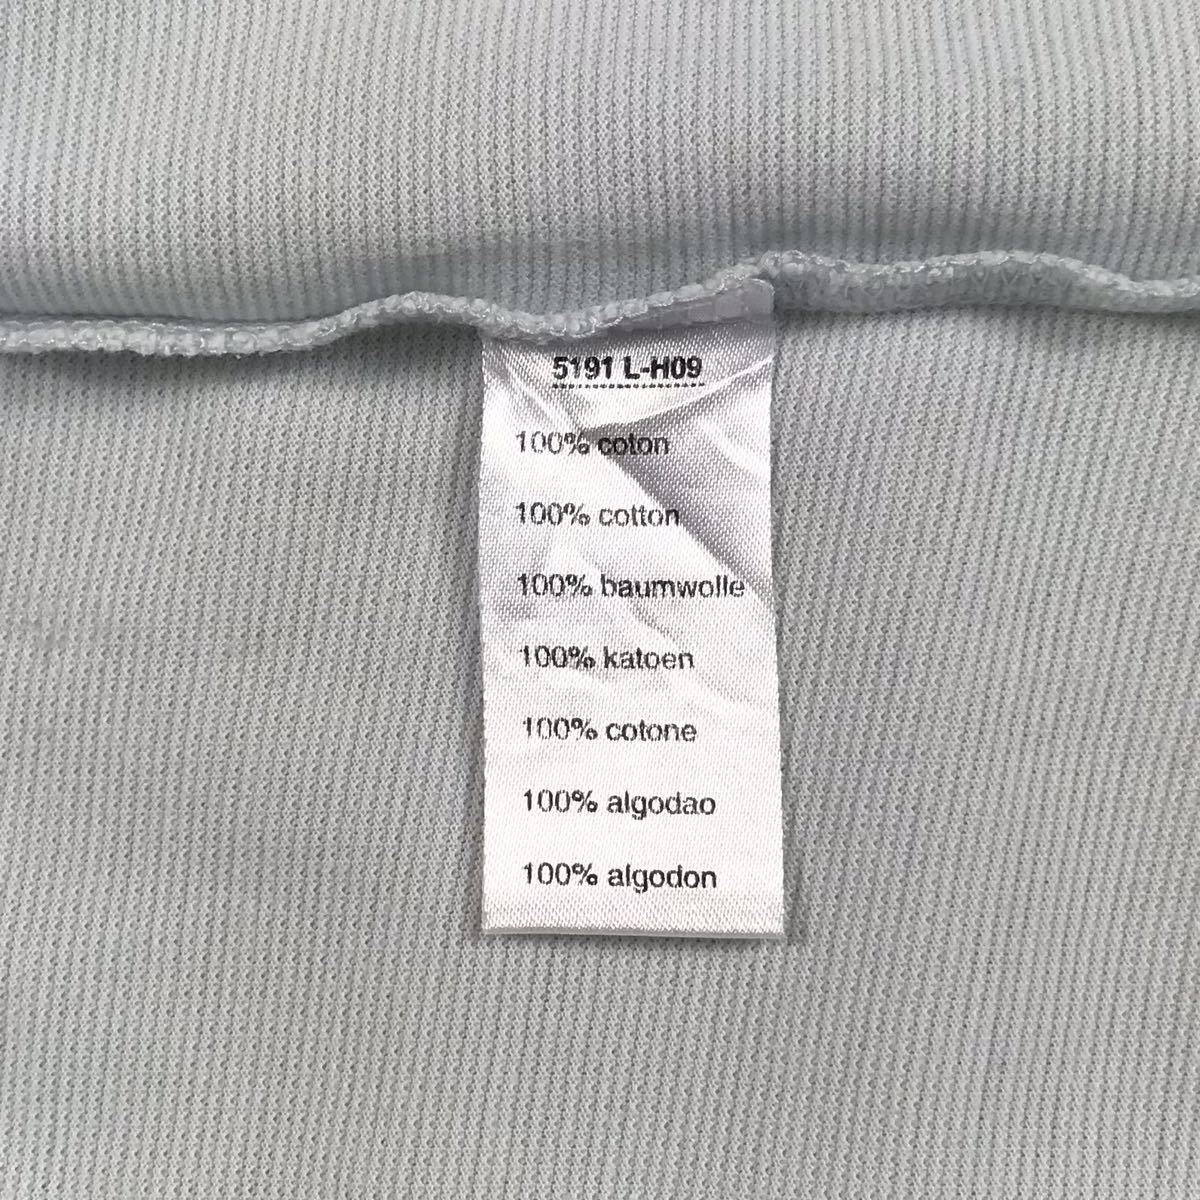 5191 L-H09
100% coton
100% cotton
100% baumwolle
100% katoen
100% cotone
100% algodao
100% algodon